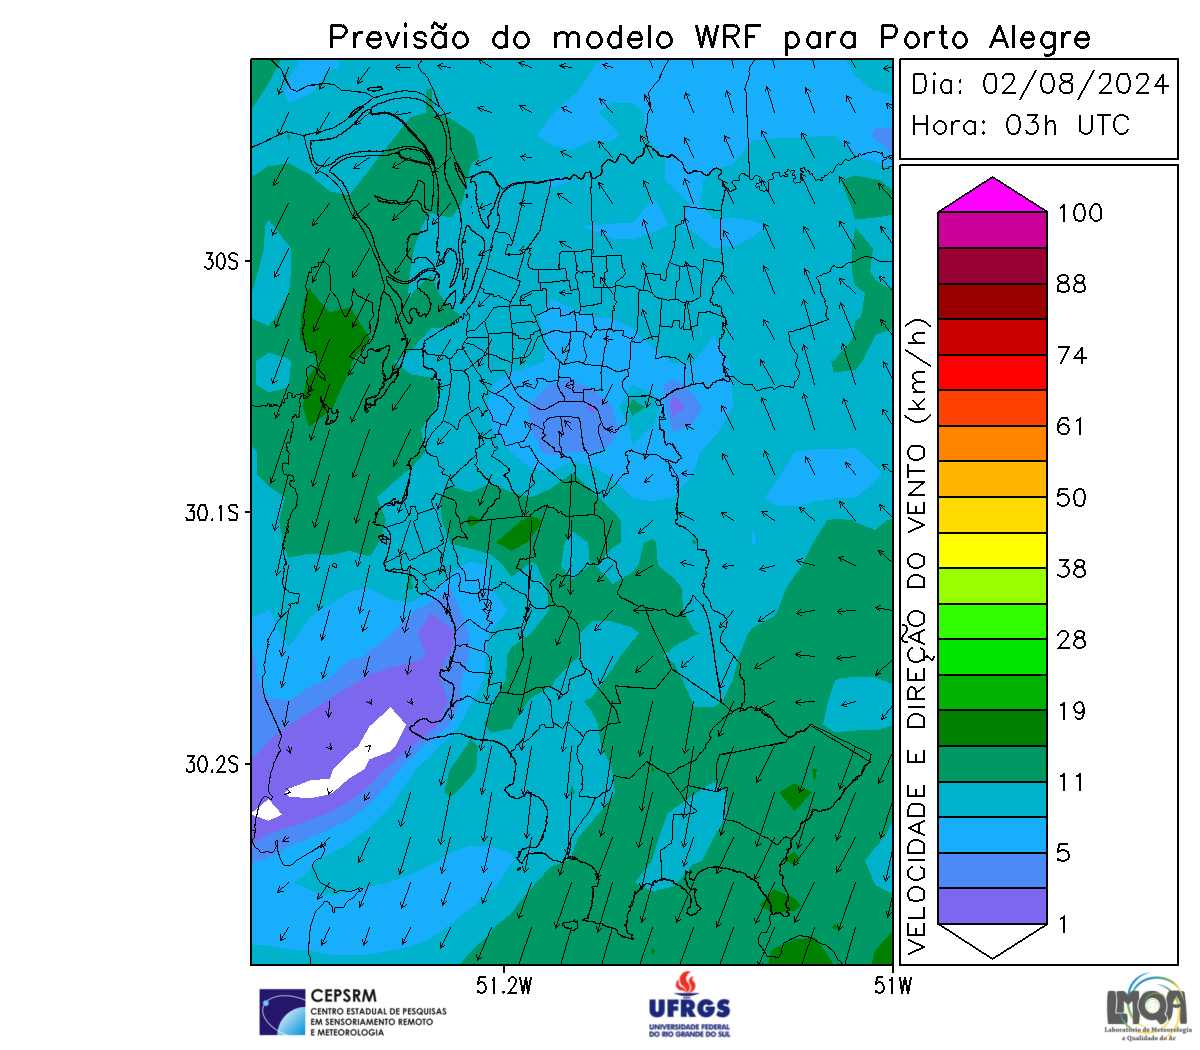 Previsão do modelo WRF para Porto Alegre
Dia: 02/08/2024
Hora: 03h UTC
100
88
74
61
50
38
28
19
11
5
1
VELOCIDADE E DIREÇÃO DO VENTO (km/h)
30S
30.1S
30.2S
51.2W
51W
CEPSRM
CENTRO ESTADUAL DE PESQUISAS
EM SENSORIAMENTO REMOTO
E METEOROLOGIA
UFRGS
UNIVERSIDADE FEDERAL
DO RIO GRANDE DO SUL
LMQA
Laboratório de Meteorologia
e Qualidade do Ar